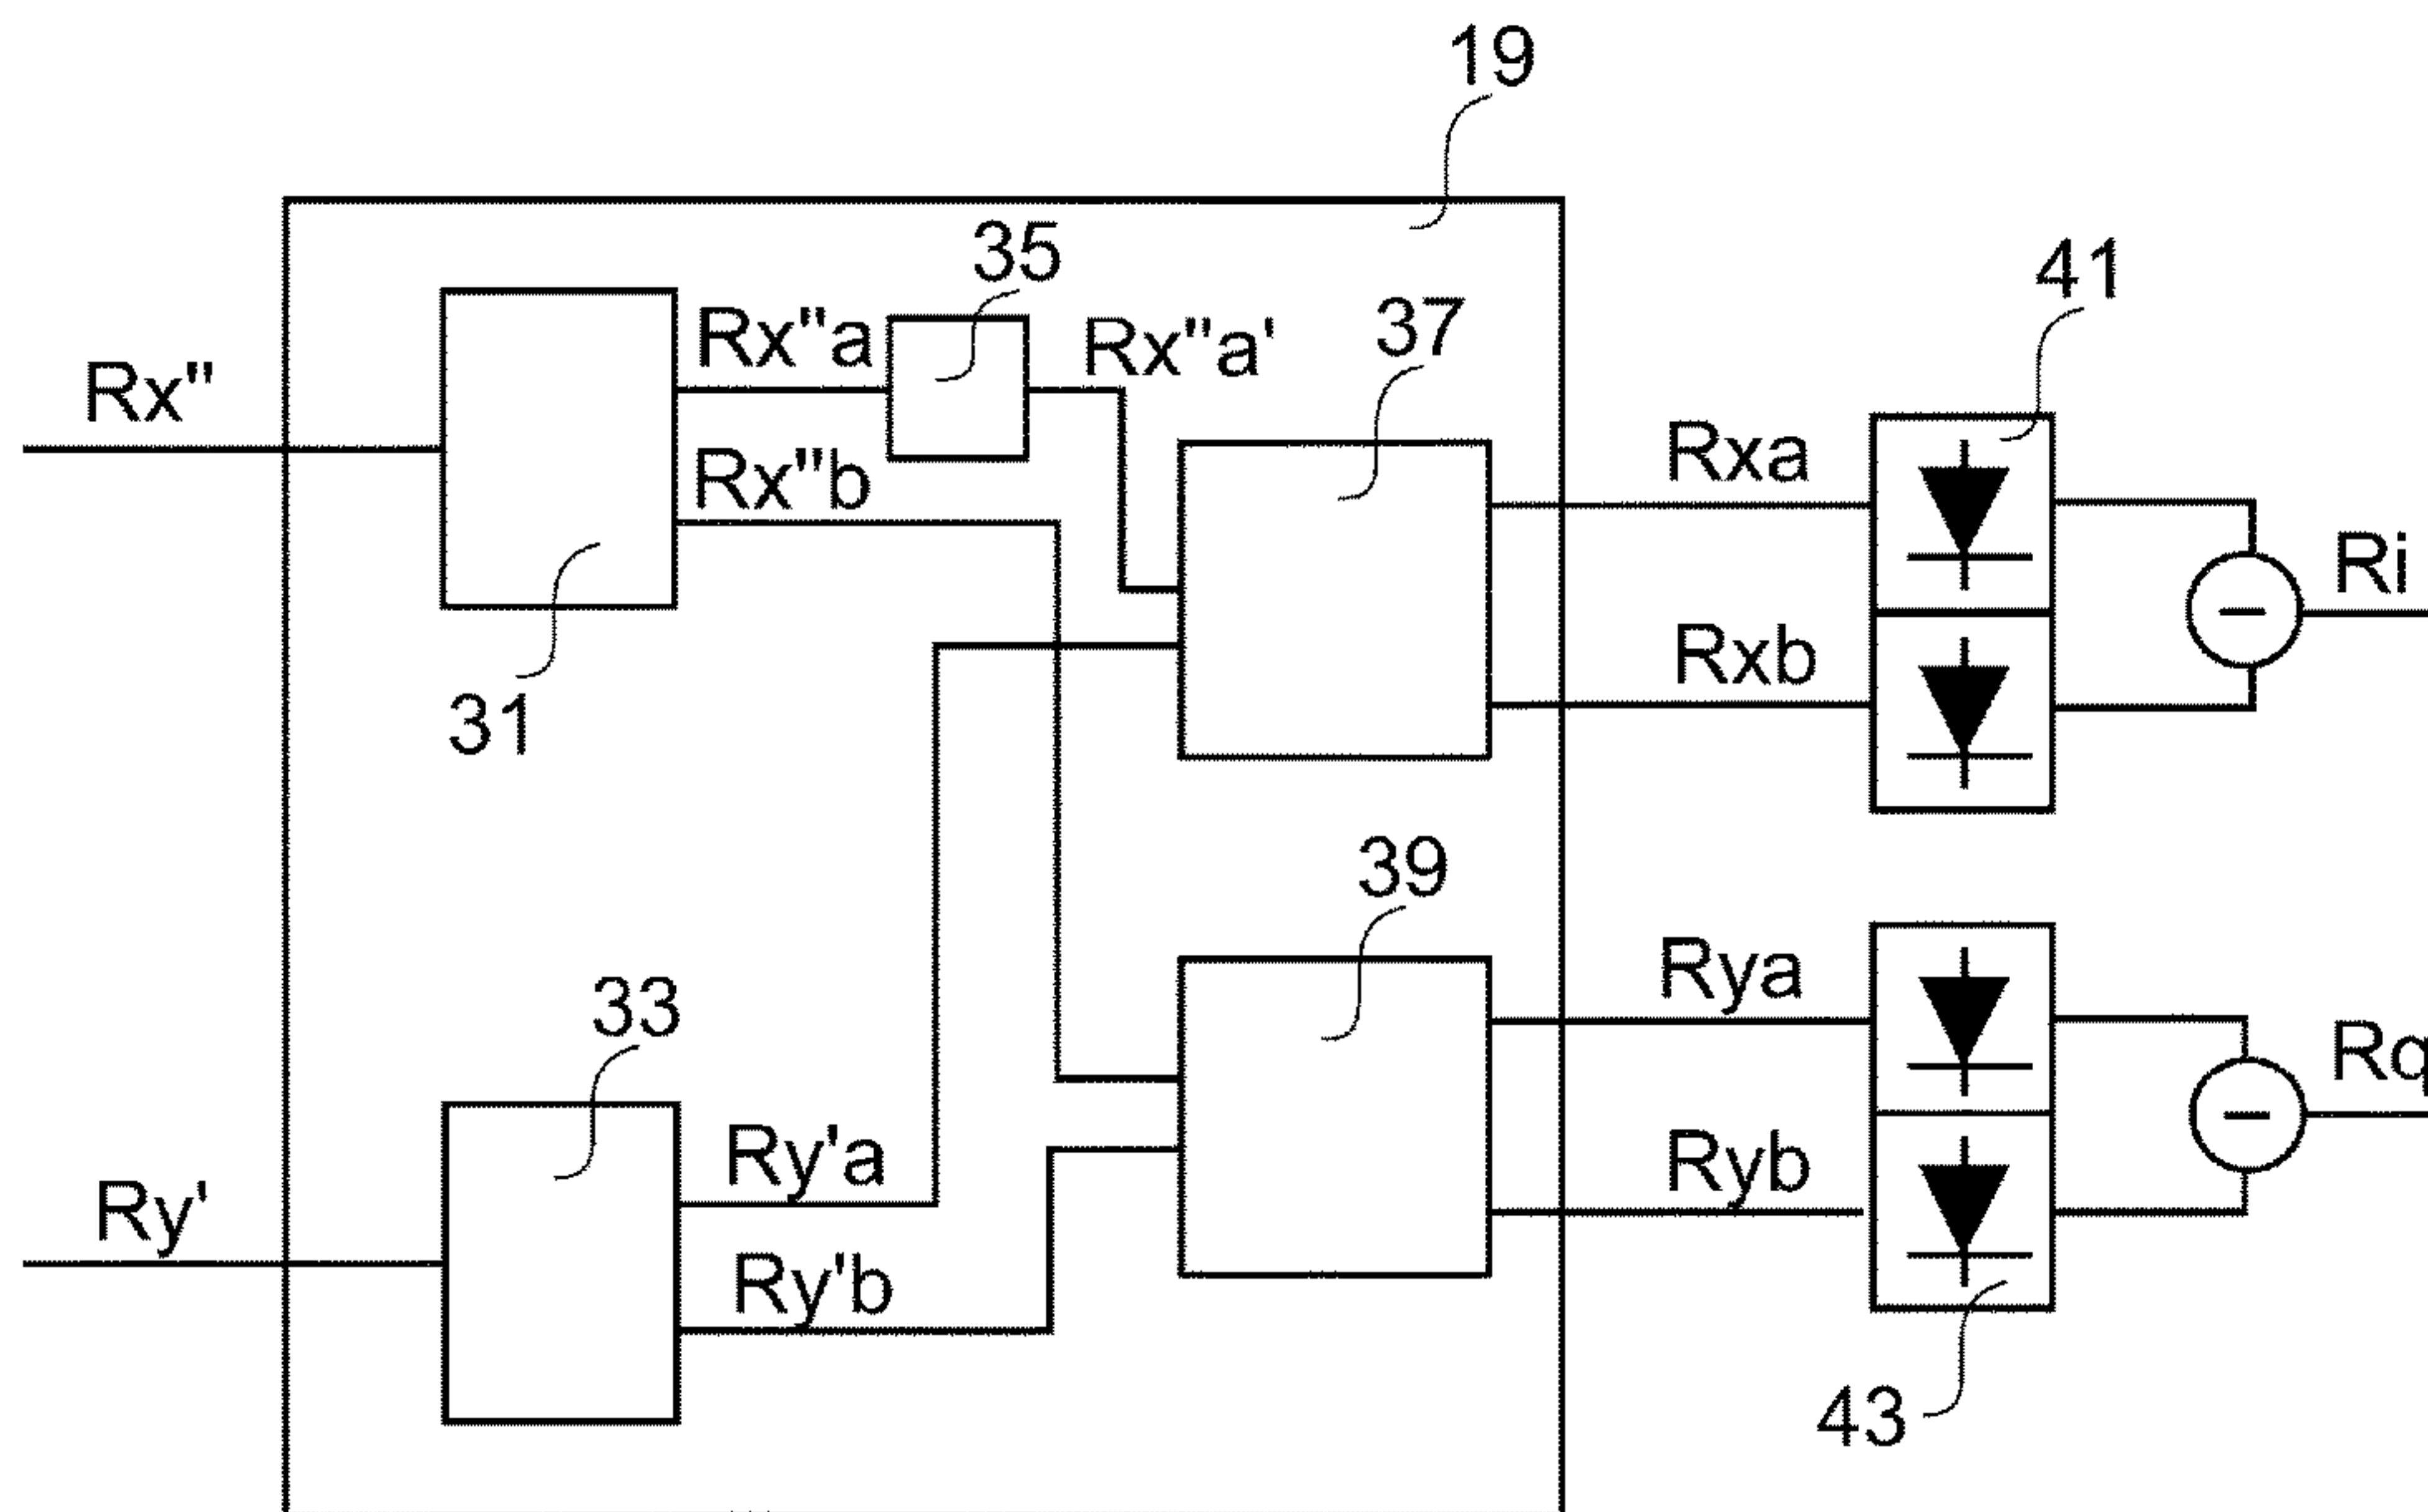 19
35
Rx"a
Rx"a'
37
41
Rx"
Rxa
Rx"b
Ri
Rxb
31
39
Rya
33
Rq
Ry'a
Ryb
Ry'
Ry'b
43